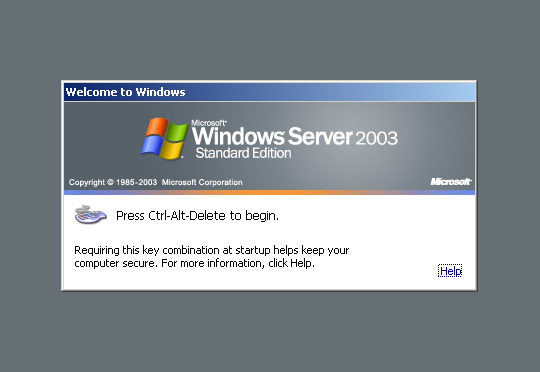 Welcome to Windows
Microsoft®
Windows Server 2003
Standard Edition
Copyright © 1985-2003 Microsoft Corporation Microsoft®
Press Ctrl-Alt-Delete to begin.
Requiring this key combination at startup helps keep your
computer secure. For more information, click Help.
Help